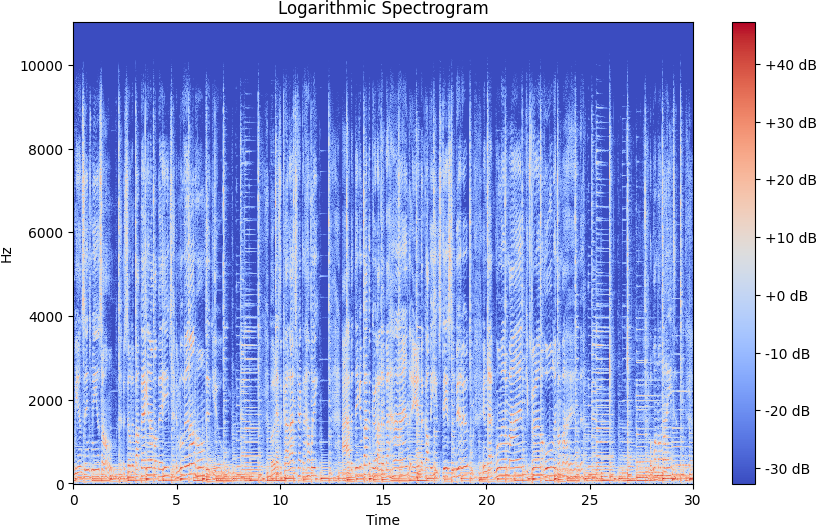 Logarithmic Spectrogram
Hz
10000
8000
6000
4000
2000
0
0 5 10 15 20 25 30
Time
+40 dB
+30 dB
+20 dB
+10 dB
+0 dB
-10 dB
-20 dB
-30 dB